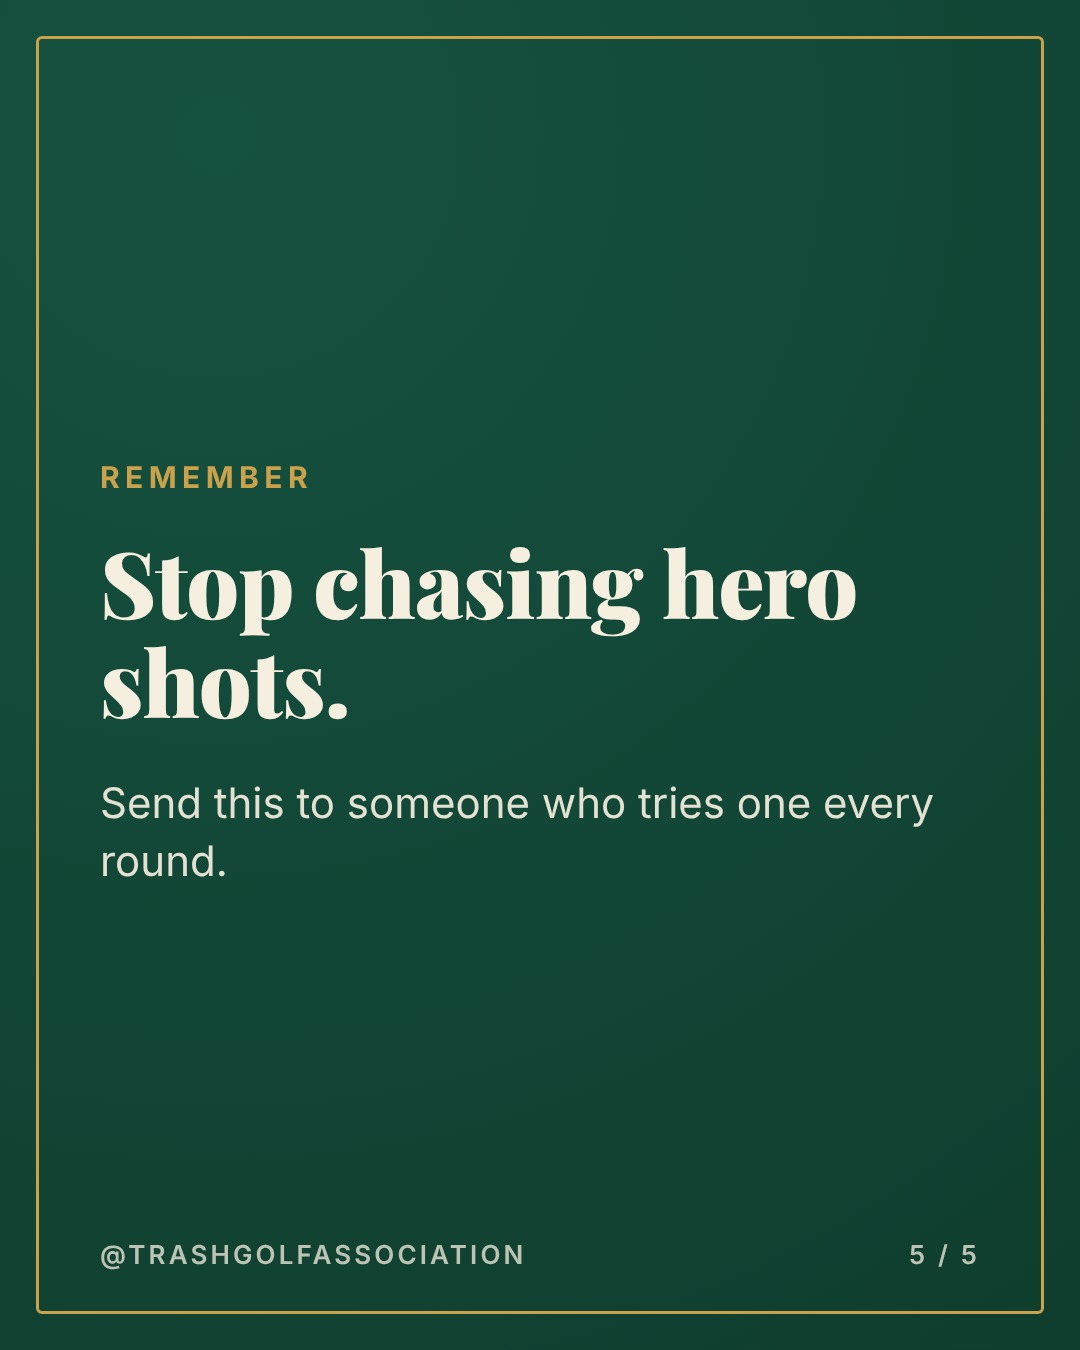 REMEMBER
Stop chasing hero
shots.
Send this to someone who tries one every
round.
@TRASHGOLFASSOCIATION
5 / 5